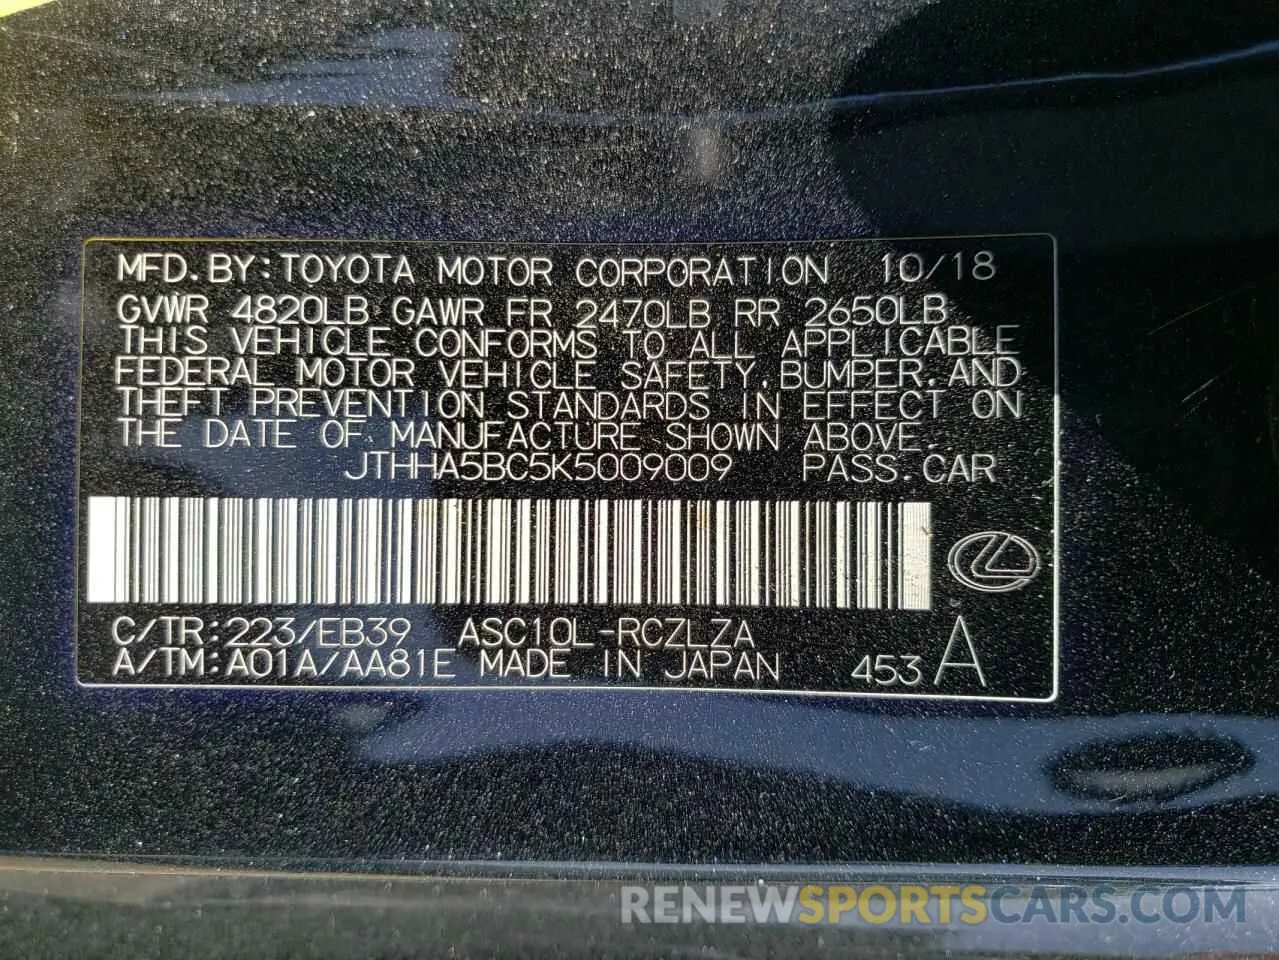 MFD.BY:TOYOTA MOTOR CORPORATION 10/18
GVWR 4820LB GAWR FR 2470LB RR 2650LB
THIS VEHICLE CONFORMS TO ALL APPLICABLE
FEDERAL MOTOR VEHICLE SAFETY,BUMPER,AND
THEFT PREVENTION STANDARDS IN EFFECT ON
THE DATE OF MANUFACTURE SHOWN ABOVE.
JTHHA5BC5K5009009 PASS.CAR
C/TR:223/EB39 ASC10L-RCZLZA
A/TM:A01A/AA81E MADE IN JAPAN 453 A
RENEWSPORTSCARS.COM